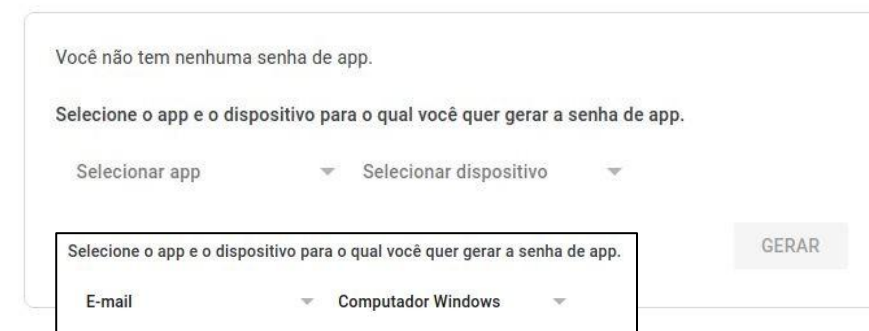 Você não tem nenhuma senha de app.
Selecione o app e o dispositivo para o qual você quer gerar a senha de app.
Selecionar app Selecionar dispositivo
GERAR
Selecione o app e o dispositivo para o qual você quer gerar a senha de app.
E-mail Computador Windows